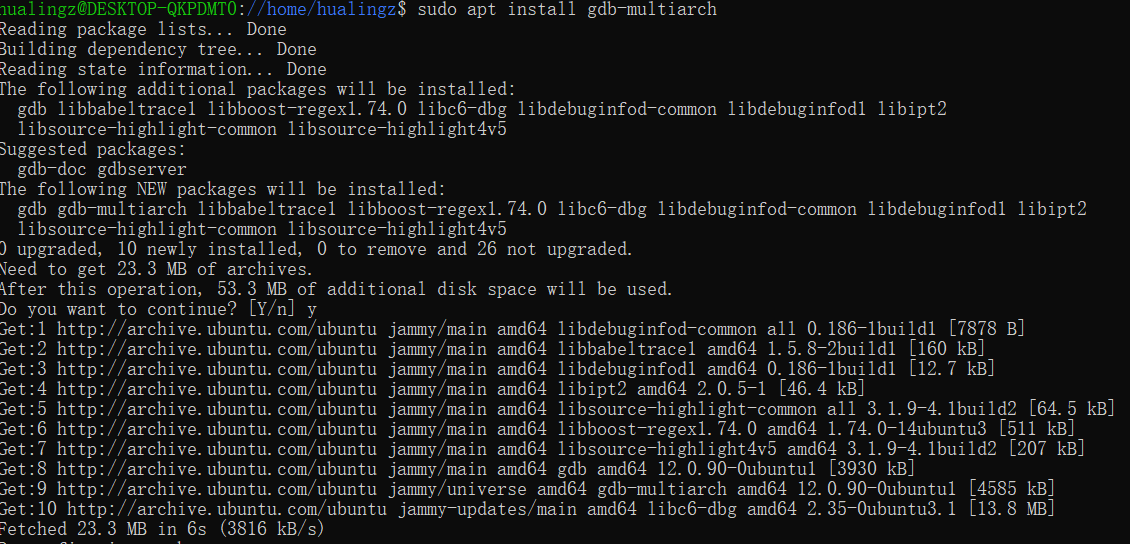 hualingz@DESKTOP-QKPDMT0://home/hualingz$ sudo apt install gdb-multiarch
Reading package lists... Done
Building dependency tree... Done
Reading state information... Done
The following additional packages will be installed:
  gdb libbabeltrace1 libboost-regex1.74.0 libc6-dbg libdebuginfod-common libdebuginfod1 libipt2
  libsource-highlight-common libsource-highlight4v5
Suggested packages:
  gdb-doc gdbserver
The following NEW packages will be installed:
  gdb gdb-multiarch libbabeltrace1 libboost-regex1.74.0 libc6-dbg libdebuginfod-common libdebuginfod1 libipt2
  libsource-highlight-common libsource-highlight4v5
0 upgraded, 10 newly installed, 0 to remove and 26 not upgraded.
Need to get 23.3 MB of archives.
After this operation, 53.3 MB of additional disk space will be used.
Do you want to continue? [Y/n] y
Get:1 http://archive.ubuntu.com/ubuntu jammy/main amd64 libdebuginfod-common all 0.186-1build1 [7878 B]
Get:2 http://archive.ubuntu.com/ubuntu jammy/main amd64 libbabeltrace1 amd64 1.5.8-2build1 [160 kB]
Get:3 http://archive.ubuntu.com/ubuntu jammy/main amd64 libdebuginfod1 amd64 0.186-1build1 [12.7 kB]
Get:4 http://archive.ubuntu.com/ubuntu jammy/main amd64 libipt2 amd64 2.0.5-1 [46.4 kB]
Get:5 http://archive.ubuntu.com/ubuntu jammy/main amd64 libsource-highlight-common all 3.1.9-4.1build2 [64.5 kB]
Get:6 http://archive.ubuntu.com/ubuntu jammy/main amd64 libboost-regex1.74.0 amd64 1.74.0-14ubuntu3 [511 kB]
Get:7 http://archive.ubuntu.com/ubuntu jammy/main amd64 libsource-highlight4v5 amd64 3.1.9-4.1build2 [207 kB]
Get:8 http://archive.ubuntu.com/ubuntu jammy/main amd64 gdb amd64 12.0.90-0ubuntu1 [3930 kB]
Get:9 http://archive.ubuntu.com/ubuntu jammy/universe amd64 gdb-multiarch amd64 12.0.90-0ubuntu1 [4585 kB]
Get:10 http://archive.ubuntu.com/ubuntu jammy-updates/main amd64 libc6-dbg amd64 2.35-0ubuntu3.1 [13.8 MB]
Fetched 23.3 MB in 6s (3816 kB/s)